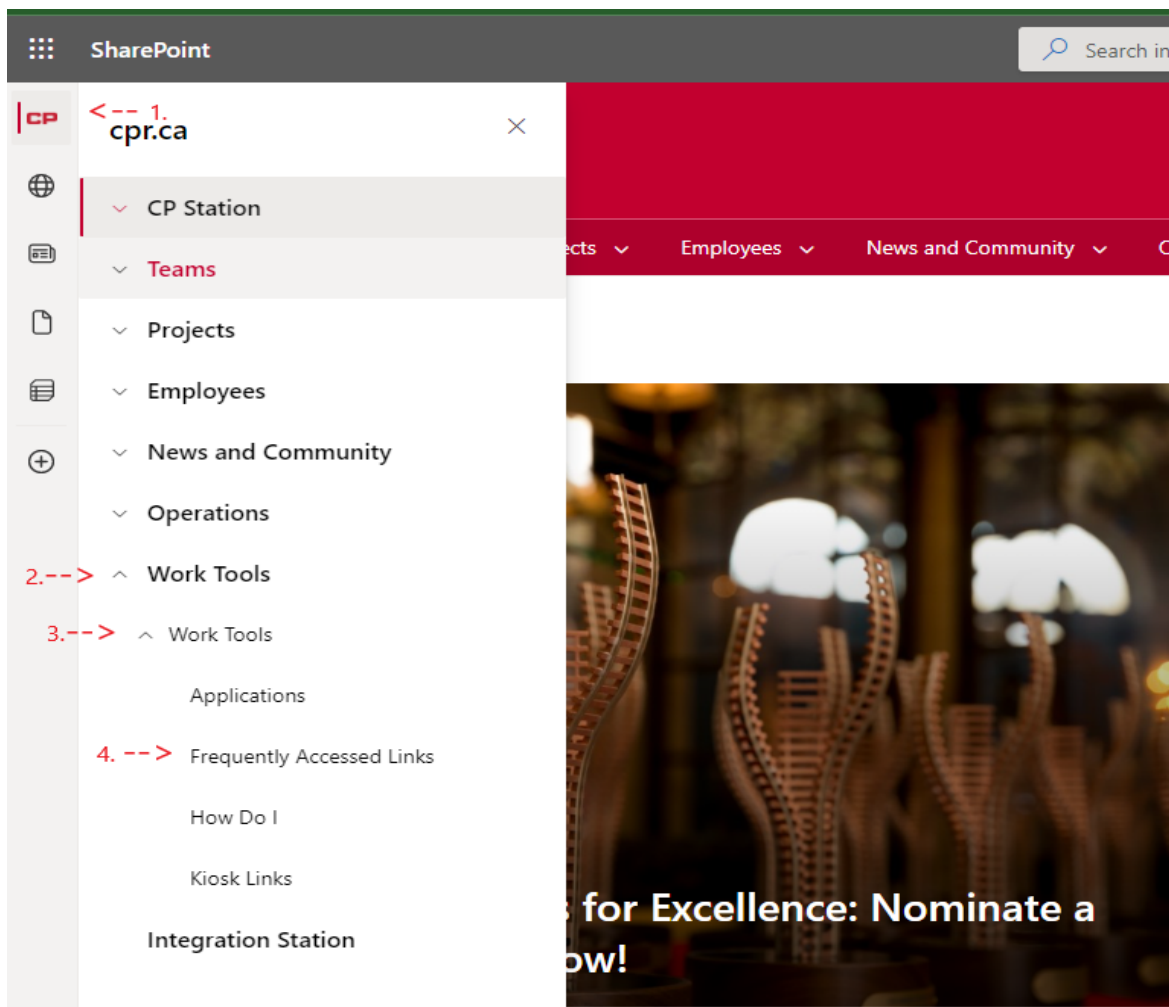 SharePoint
Search in
CP
<-- 1.
cpr.ca
CP Station
Teams
ects Employees News and Community
Projects
Employees
News and Community
Operations
2.--> Work Tools
3.--> Work Tools
Applications
4. --> Frequently Accessed Links
How Do I
Kiosk Links
for Excellence: Nominate a
Integration Station
ow!